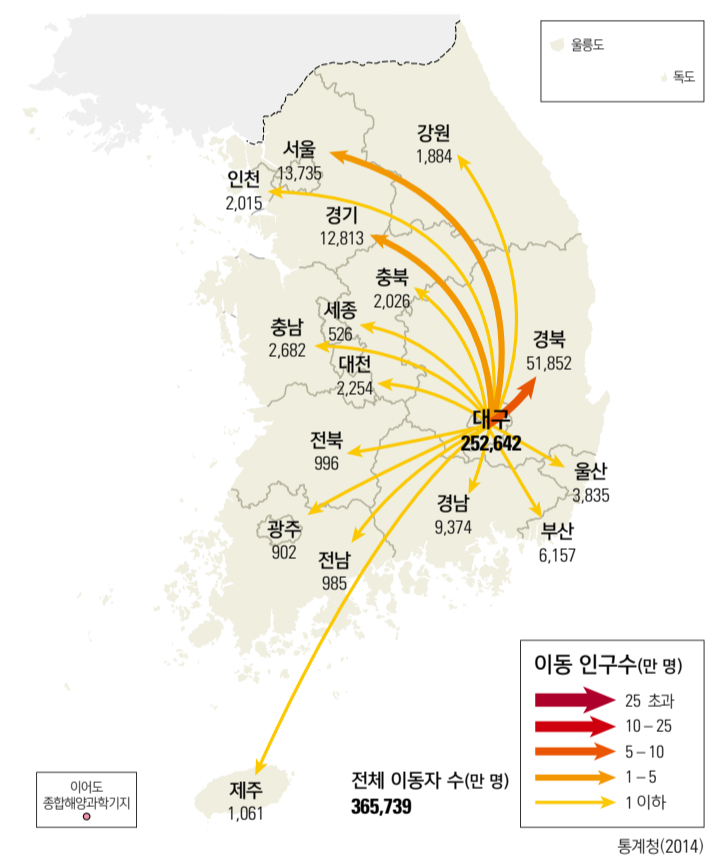 울릉도
독도
강원
1,884
서울
13,735
인천
2,015
경기
12,813
충북
2,026
세종
526
충남
2,682
대전
2,254
경북
51,852
대구
252,642
전북
996
울산
3,835
경남
9,374
부산
6,157
광주
902
전남
985
제주
1,061
이어도
종합해양과학기지
전체 이동자 수(만 명)
365,739
이동 인구수(만 명)
25 초과
10 – 25
5 – 10
1 – 5
1 이하
통계청(2014)